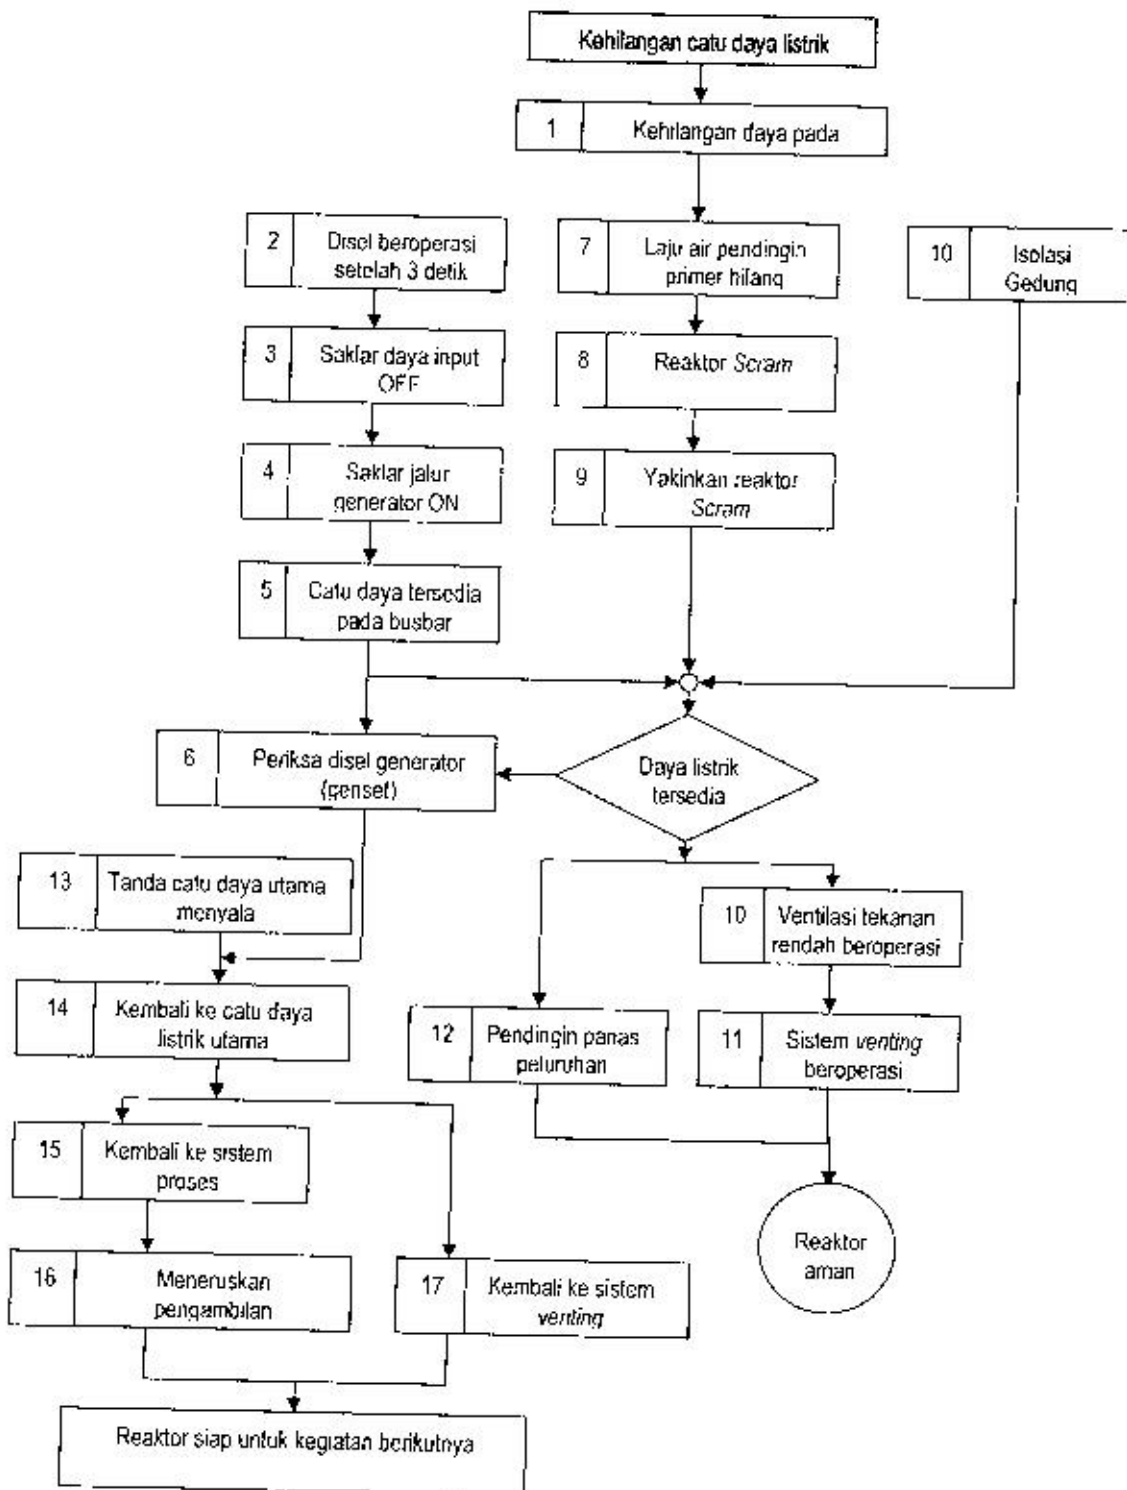 Kehilangan catu daya listrik
1
Kehilangan daya pada
2
Disel beroperasi
setelah 3 detik
3
Saklar daya input
OFF
4
Saklar jalur
generator ON
5
Catu daya tersedia
pada busbar
7
Laju air pendingin
primer hilang
8
Reaktor Scram
9
Yakinkan reaktor
Scram
10
Isolasi
Gedung
6
Periksa disel generator
(genset)
Daya listrik
tersedia
13
Tanda catu daya utama
menyala
14
Kembali ke catu daya
listrik utama
12
Pendingin panas
peluruhan
10
Ventilasi tekanan
rendah beroperasi
11
Sistem venting
beroperasi
15
Kembali ke sistem
proses
16
Meneruskan
pengambilan
17
Kembali ke sistem
venting
Reaktor
aman
Reaktor siap untuk kegiatan berikutnya